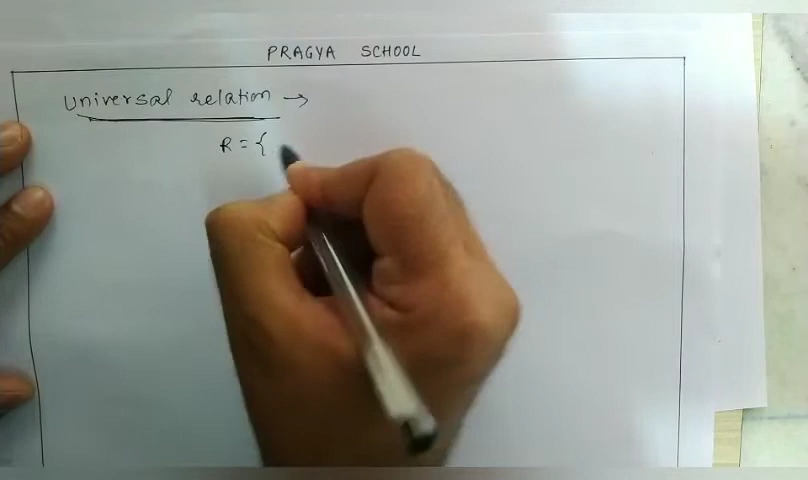 PRAGYA SCHOOL
Universal relation →
R = {